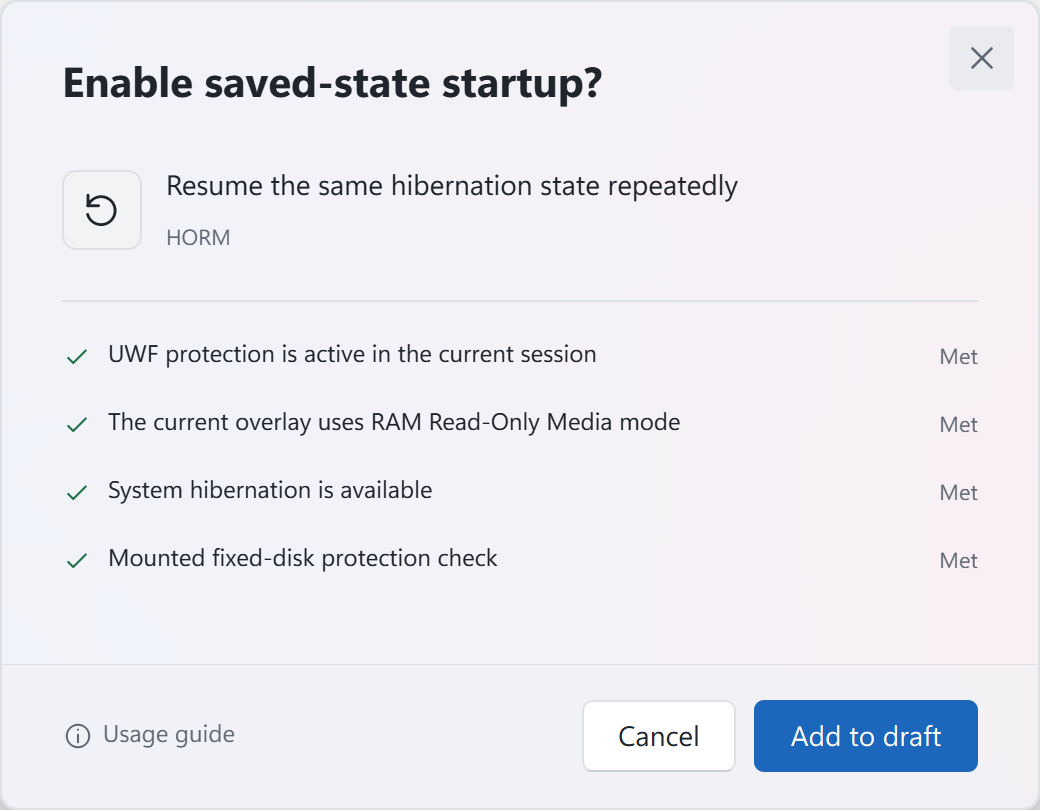 Enable saved-state startup?
Resume the same hibernation state repeatedly
HORM
UWF protection is active in the current session Met
The current overlay uses RAM Read-Only Media mode Met
System hibernation is available Met
Mounted fixed-disk protection check Met
Usage guide Cancel Add to draft